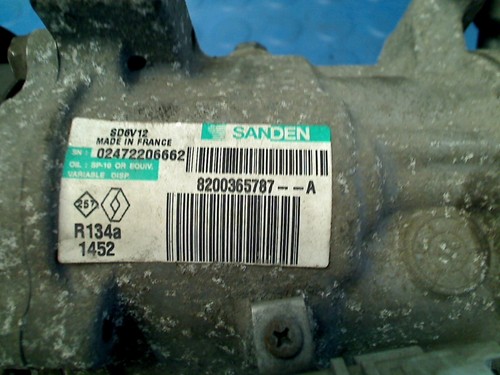 SD6V12
MADE IN FRANCE
SANDEN
SN : 02472206662
OIL : SP-10 OR EQUIV.
VARIABLE DISP.
8200365787 - - A
257
R134a
1452